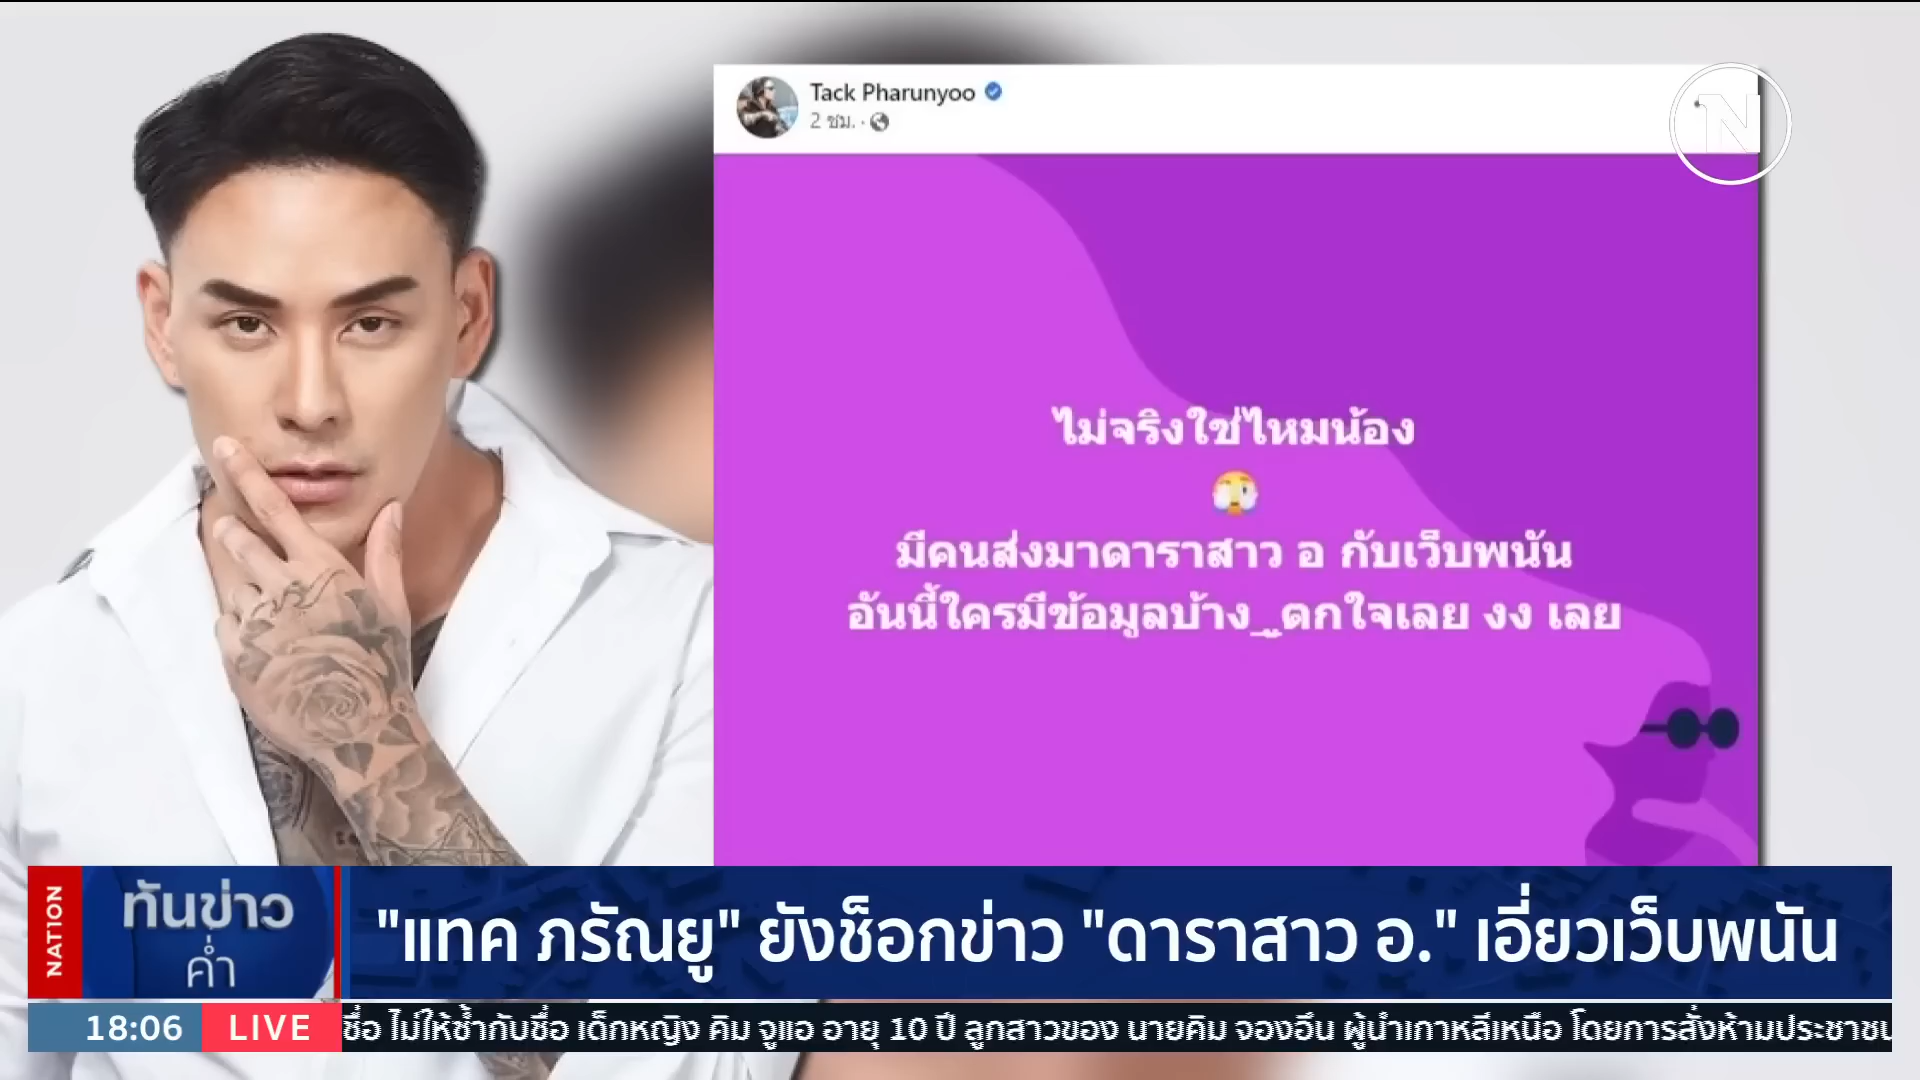 Tack Pharunyoo
2 ชม.
N
ไม่จริงใช่ไหมน้อง
มีคนส่งมาดาราสาว อ กับเว็บพนัน
อันนี้ใครมีข้อมูลบ้าง_ _ูตกใจเลย งง เลย
NATION
ทันข่าว
ค่ำ
"แทค ภรัณยู" ยังช็อกข่าว "ดาราสาว อ." เอี่ยวเว็บพนัน
18:06 LIVE ชื่อ ไม่ให้ซ้ำกับชื่อ เด็กหญิง คิม จูแอ อายุ 10 ปี ลูกสาวของ นายคิม จองอึน ผู้นำเกาหลีเหนือ โดยการสั่งห้ามประชาชน